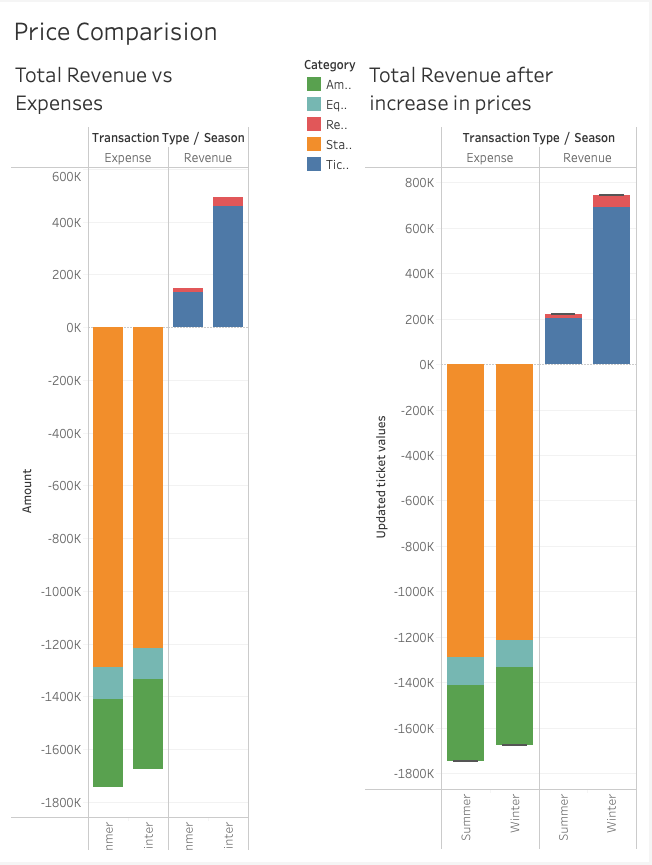 Price Comparision
Total Revenue vs
Expenses
Transaction Type / Season
Expense Revenue
600K
400K
200K
0K
-200K
-400K
-600K
-800K
-1000K
-1200K
-1400K
-1600K
-1800K
Amount
nmer inter nmer inter
Category
Am..
Eq..
Re..
Sta..
Tic..
Total Revenue after
increase in prices
Transaction Type / Season
Expense Revenue
800K
600K
400K
200K
0K
-200K
-400K
-600K
-800K
-1000K
-1200K
-1400K
-1600K
-1800K
Updated ticket values
Summer Winter Summer Winter